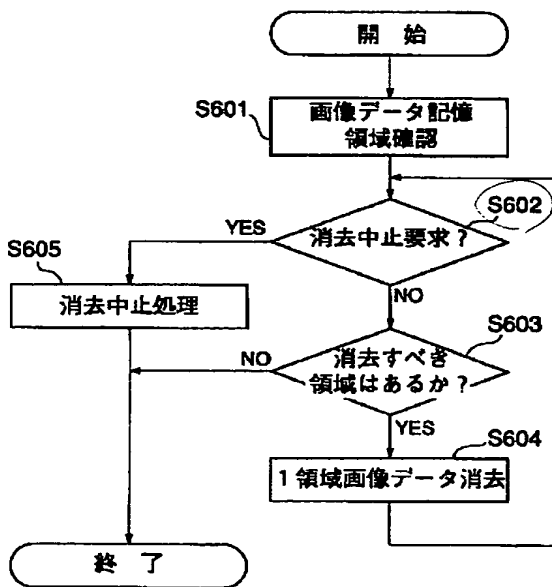 開 始
S601
画像データ記憶
領域確認
S602
消去中止要求？
YES
S605
消去中止処理
NO
S603
消去すべき
領域はあるか？
NO
YES
S604
1領域画像データ消去
終 了